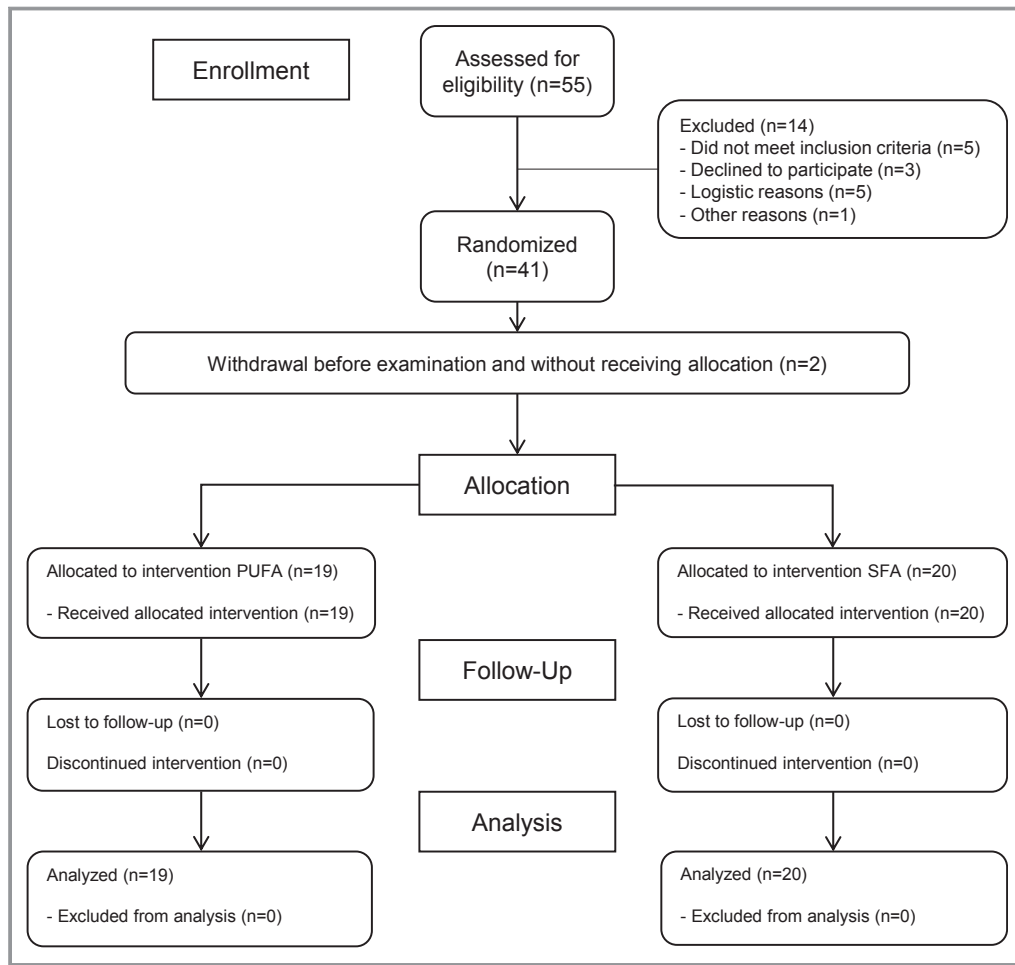 Enrollment
Assessed for
eligibility (n=55)
Excluded (n=14)
- Did not meet inclusion criteria (n=5)
- Declined to participate (n=3)
- Logistic reasons (n=5)
- Other reasons (n=1)
Randomized
(n=41)
Withdrawal before examination and without receiving allocation (n=2)
Allocation
Allocated to intervention PUFA (n=19)
- Received allocated intervention (n=19)
Allocated to intervention SFA (n=20)
- Received allocated intervention (n=20)
Follow-Up
Lost to follow-up (n=0)
Discontinued intervention (n=0)
Lost to follow-up (n=0)
Discontinued intervention (n=0)
Analysis
Analyzed (n=19)
- Excluded from analysis (n=0)
Analyzed (n=20)
- Excluded from analysis (n=0)